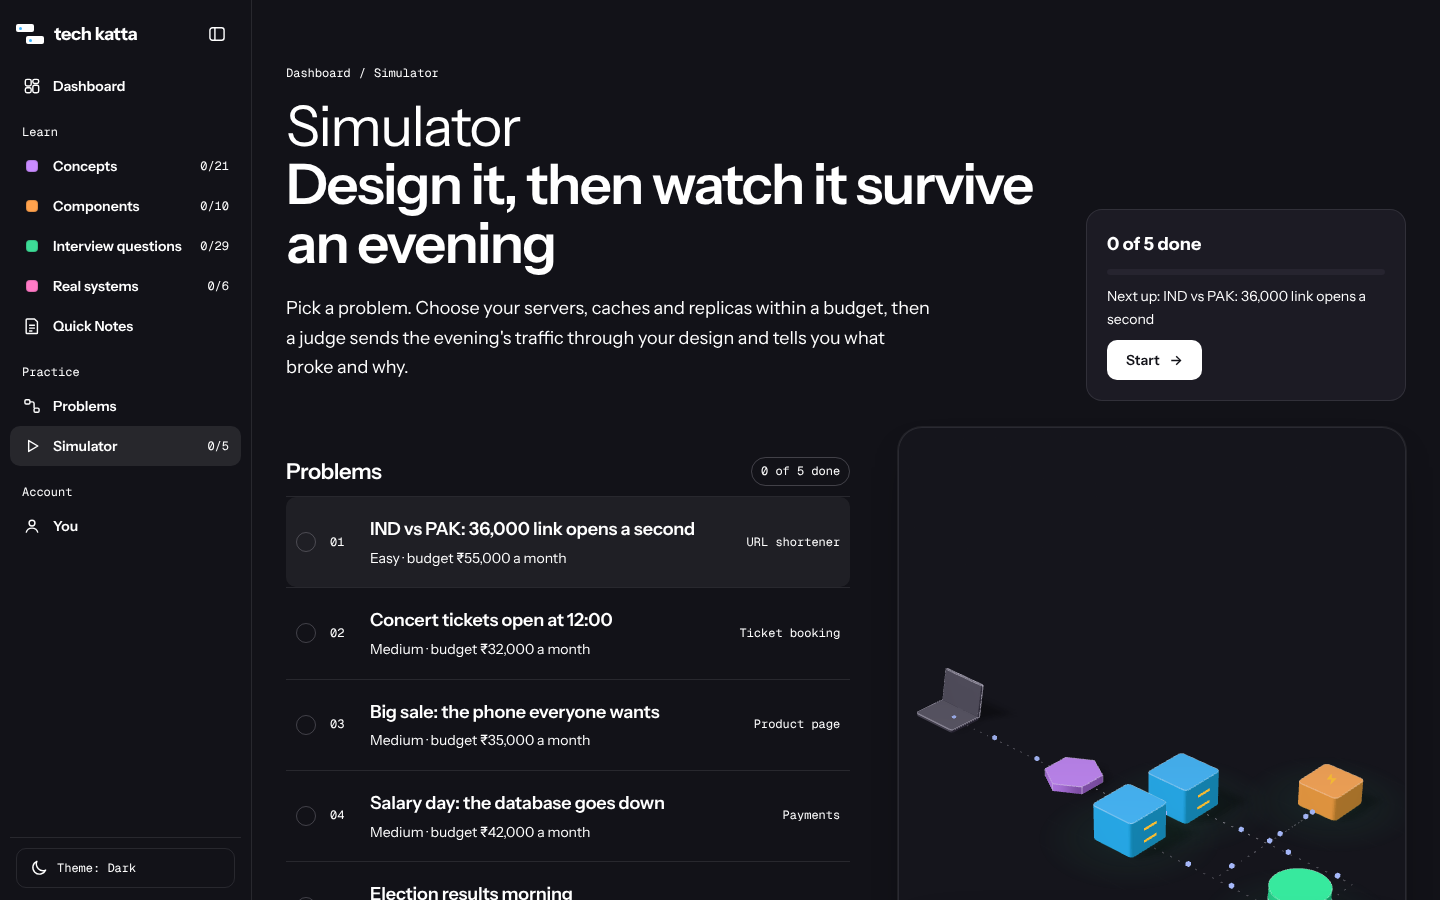 tech katta
Dashboard
Learn
Concepts 0/21
Components 0/10
Interview questions 0/29
Real systems 0/6
Quick Notes
Practice
Problems
Simulator 0/5
Account
You
Theme: Dark
Dashboard / Simulator
Simulator
Design it, then watch it survive
an evening
Pick a problem. Choose your servers, caches and replicas within a budget, then
a judge sends the evening's traffic through your design and tells you what
broke and why.
0 of 5 done
Next up: IND vs PAK: 36,000 link opens a
second
Start →
Problems 0 of 5 done
01 IND vs PAK: 36,000 link opens a second URL shortener
Easy · budget ₹55,000 a month
02 Concert tickets open at 12:00 Ticket booking
Medium · budget ₹32,000 a month
03 Big sale: the phone everyone wants Product page
Medium · budget ₹35,000 a month
04 Salary day: the database goes down Payments
Medium · budget ₹42,000 a month
Election results morning